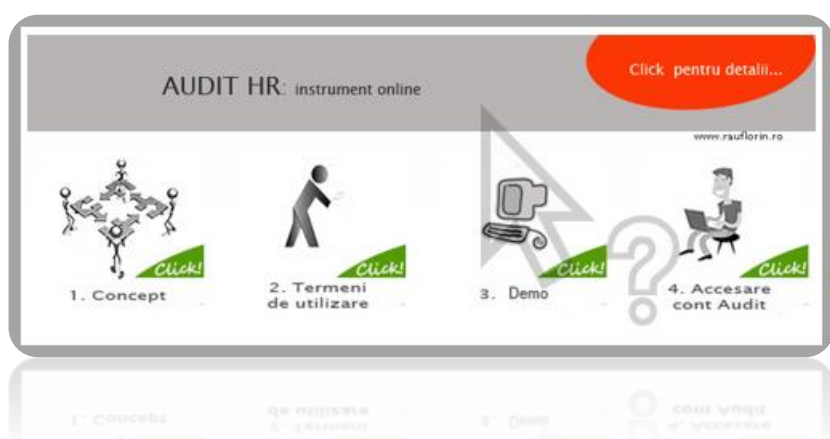 AUDIT HR: instrument online
Click pentru detalii...
www.rauflorin.ro
Click!
Click!
Click!
Click!
1. Concept
2. Termeni
de utilizare
3. Demo
4. Accesare
cont Audit
?